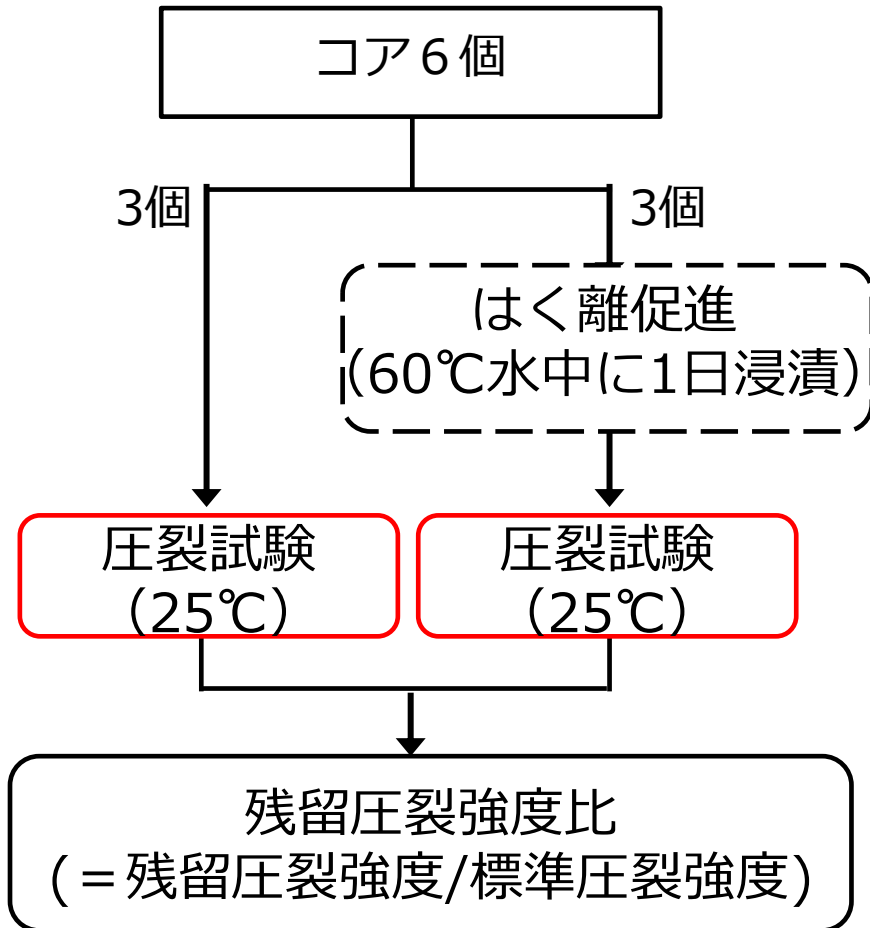 コア６個
3個
3個
はく離促進
（60℃水中に1日浸漬）
圧裂試験
（25℃）
圧裂試験
（25℃）
残留圧裂強度比
(＝残留圧裂強度/標準圧裂強度)